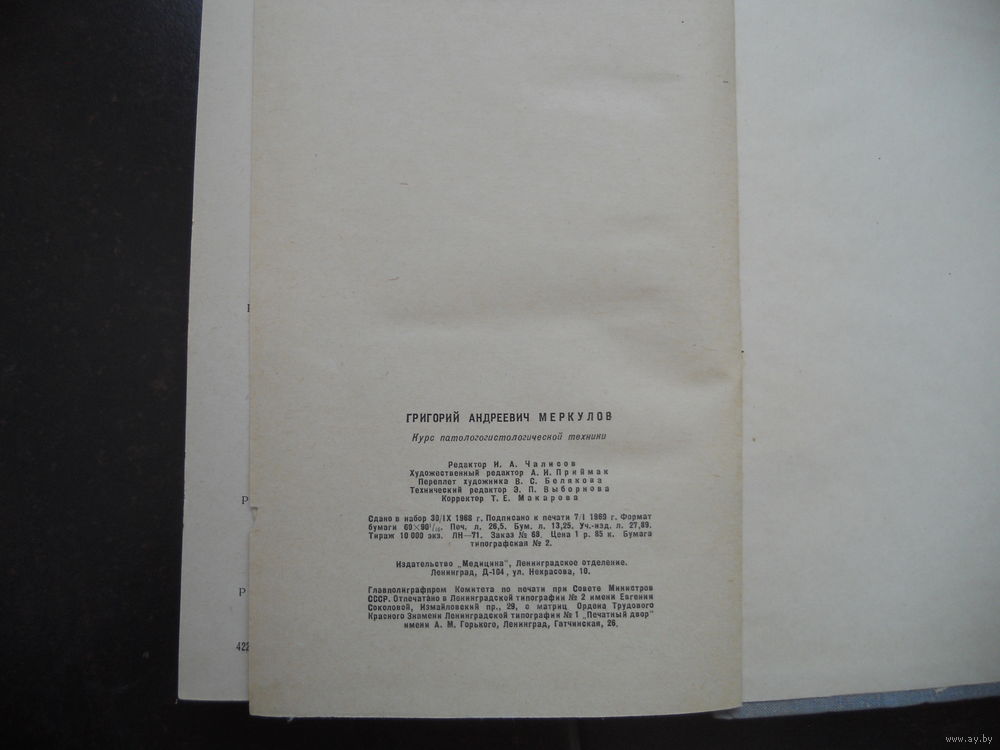 ГРИГОРИЙ АНДРЕЕВИЧ МЕРКУЛОВ
Курс патологогистологической техники
Редактор И. А. Чалисов
Художественный редактор А. И. Приймак
Переплет художника В. С. Белякова
Технический редактор Э. П. Выборнова
Корректор Т. Е. Макарова
Сдано в набор 30/IX 1968 г. Подписано к печати 7/I 1969 г. Формат
бумаги 60×90¹/₁₆. Печ. л. 26,5. Бум. л. 13,25. Уч.-изд. л. 27,89.
Тираж 10 000 экз. ЛН—71. Заказ № 68. Цена 1 р. 85 к. Бумага
типографская № 2.
Издательство „Медицина", Ленинградское отделение.
Ленинград, Д-104, ул. Некрасова, 10.
Главполиграфпром Комитета по печати при Совете Министров
СССР. Отпечатано в Ленинградской типографии № 2 имени Евгении
Соколовой, Измайловский пр., 29, с матриц Ордена Трудового
Красного Знамени Ленинградской типографии № 1 „Печатный двор"
имени А. М. Горького, Ленинград, Гатчинская, 26.
Р
Р
422
www.ay.by